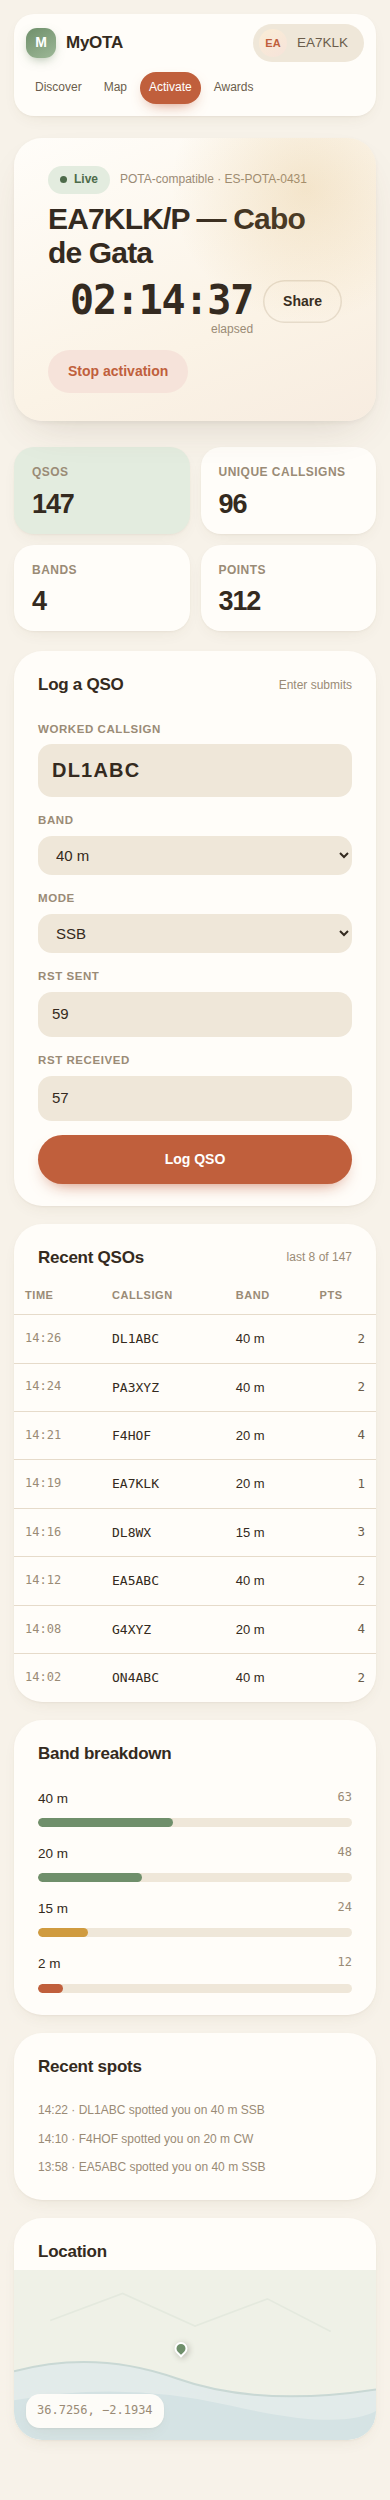 M MyOTA EA EA7KLK
Discover Map Activate Awards
Live POTA-compatible · ES-POTA-0431
EA7KLK/P — Cabo
de Gata
02:14:37 Share
elapsed
Stop activation
QSOS UNIQUE CALLSIGNS
147 96
BANDS POINTS
4 312
Log a QSO Enter submits
WORKED CALLSIGN
DL1ABC
BAND
40 m
MODE
SSB
RST SENT
59
RST RECEIVED
57
Log QSO
Recent QSOs last 8 of 147
TIME CALLSIGN BAND PTS
14:26 DL1ABC 40 m 2
14:24 PA3XYZ 40 m 2
14:21 F4HOF 20 m 4
14:19 EA7KLK 20 m 1
14:16 DL8WX 15 m 3
14:12 EA5ABC 40 m 2
14:08 G4XYZ 20 m 4
14:02 ON4ABC 40 m 2
Band breakdown
40 m 63
20 m 48
15 m 24
2 m 12
Recent spots
14:22 · DL1ABC spotted you on 40 m SSB
14:10 · F4HOF spotted you on 20 m CW
13:58 · EA5ABC spotted you on 40 m SSB
Location
36.7256, −2.1934